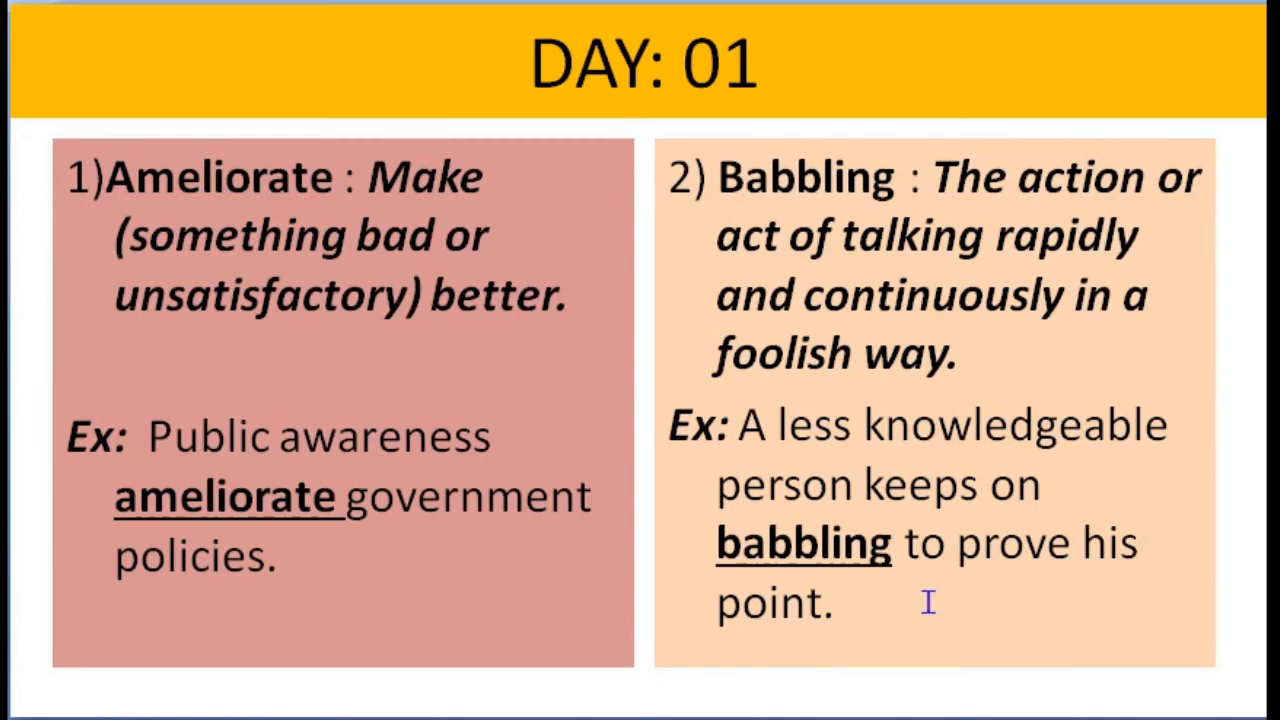 DAY: 01
1)Ameliorate : Make
(something bad or
unsatisfactory) better.
Ex: Public awareness
ameliorate government
policies.
2) Babbling : The action or
act of talking rapidly
and continuously in a
foolish way.
Ex: A less knowledgeable
person keeps on
babbling to prove his
point.